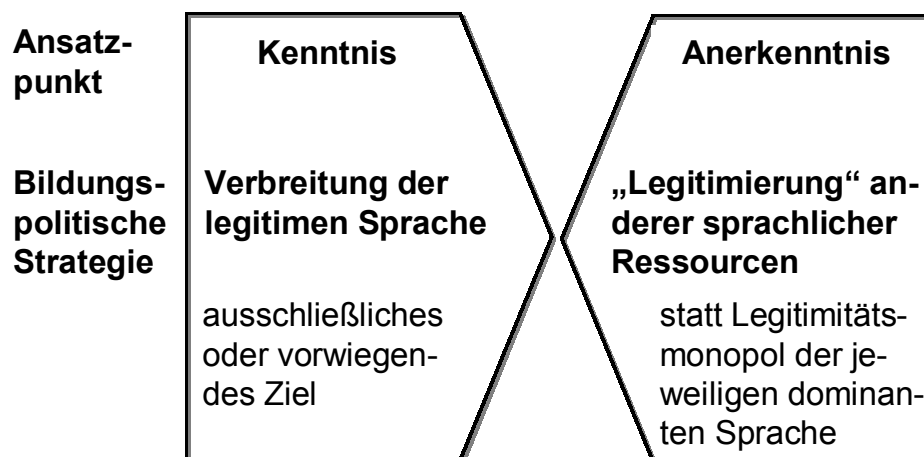 Ansatz-
punkt
Kenntnis
Anerkenntnis
Bildungs-
politische
Strategie
Verbreitung der
legitimen Sprache
„Legitimierung“ an-
derer sprachlicher
Ressourcen
ausschließliches
oder vorwiegen-
des Ziel
statt Legitimitäts-
monopol der je-
weiligen dominan-
ten Sprache